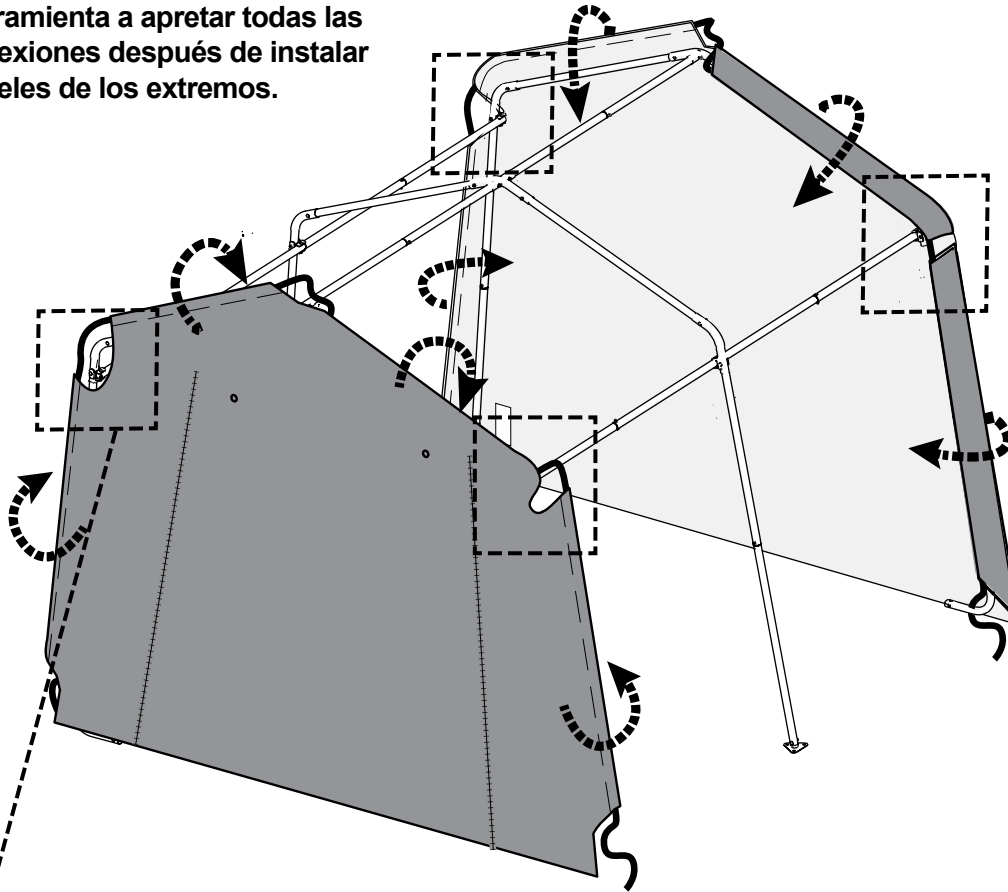 ramienta a apretar todas las
exiones después de instalar
eles de los extremos.